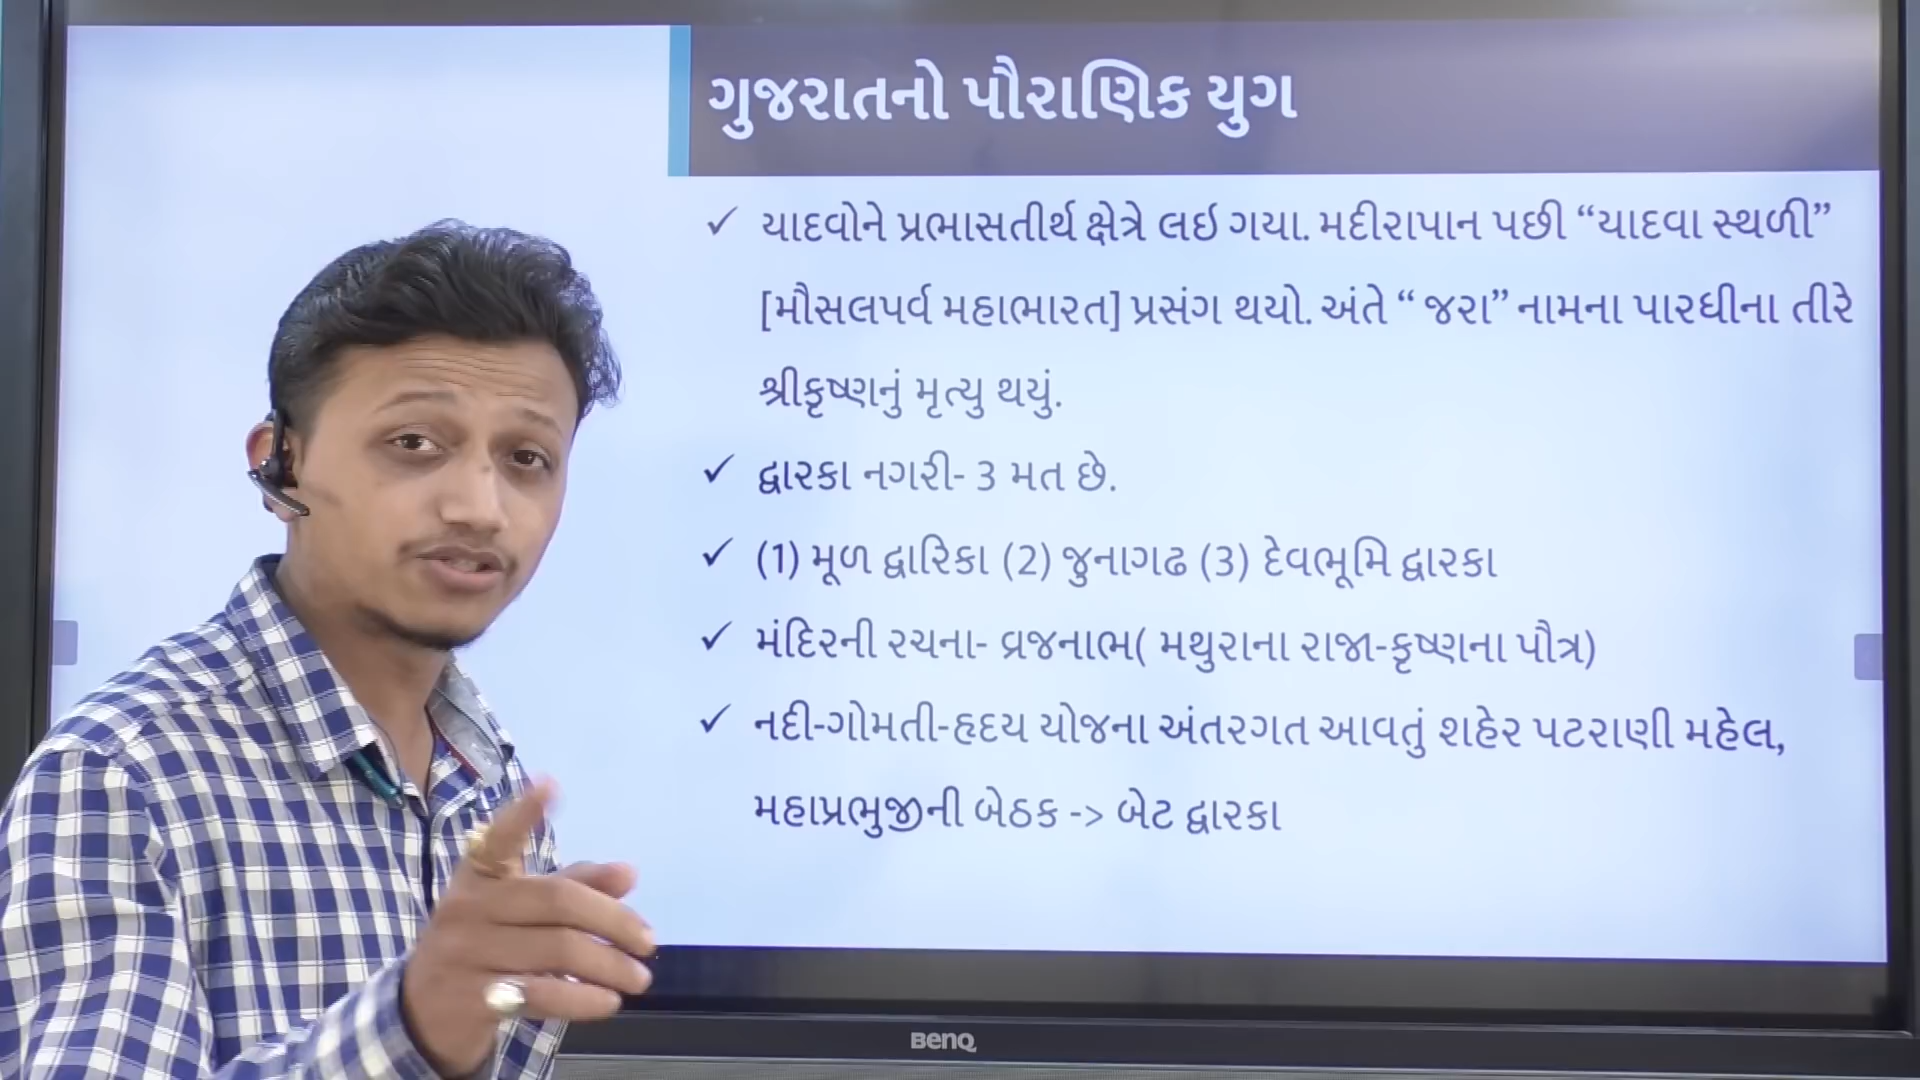 ગુજરાતનો પૌરાણિક યુગ
✓ યાદવોને પ્રભાસતીર્થ ક્ષેત્રે લઇ ગયા. મદીરાપાન પછી “યાદવા સ્થળી”
[મૌસલપર્વ મહાભારત] પ્રસંગ થયો. અંતે “ જરા” નામના પારધીના તીરે
શ્રીકૃષ્ણનું મૃત્યુ થયું.
✓ દ્વારકા નગરી- 3 મત છે.
✓ (1) મૂળ દ્વારિકા (2) જુનાગઢ (3) દેવભૂમિ દ્વારકા
✓ મંદિરની રચના- વ્રજનાભ( મથુરાના રાજા-કૃષ્ણના પૌત્ર)
✓ નદી-ગોમતી-હૃદય યોજના અંતરગત આવતું શહેર પટરાણી મહેલ,
મહાપ્રભુજીની બેઠક -> બેટ દ્વારકા
BenQ